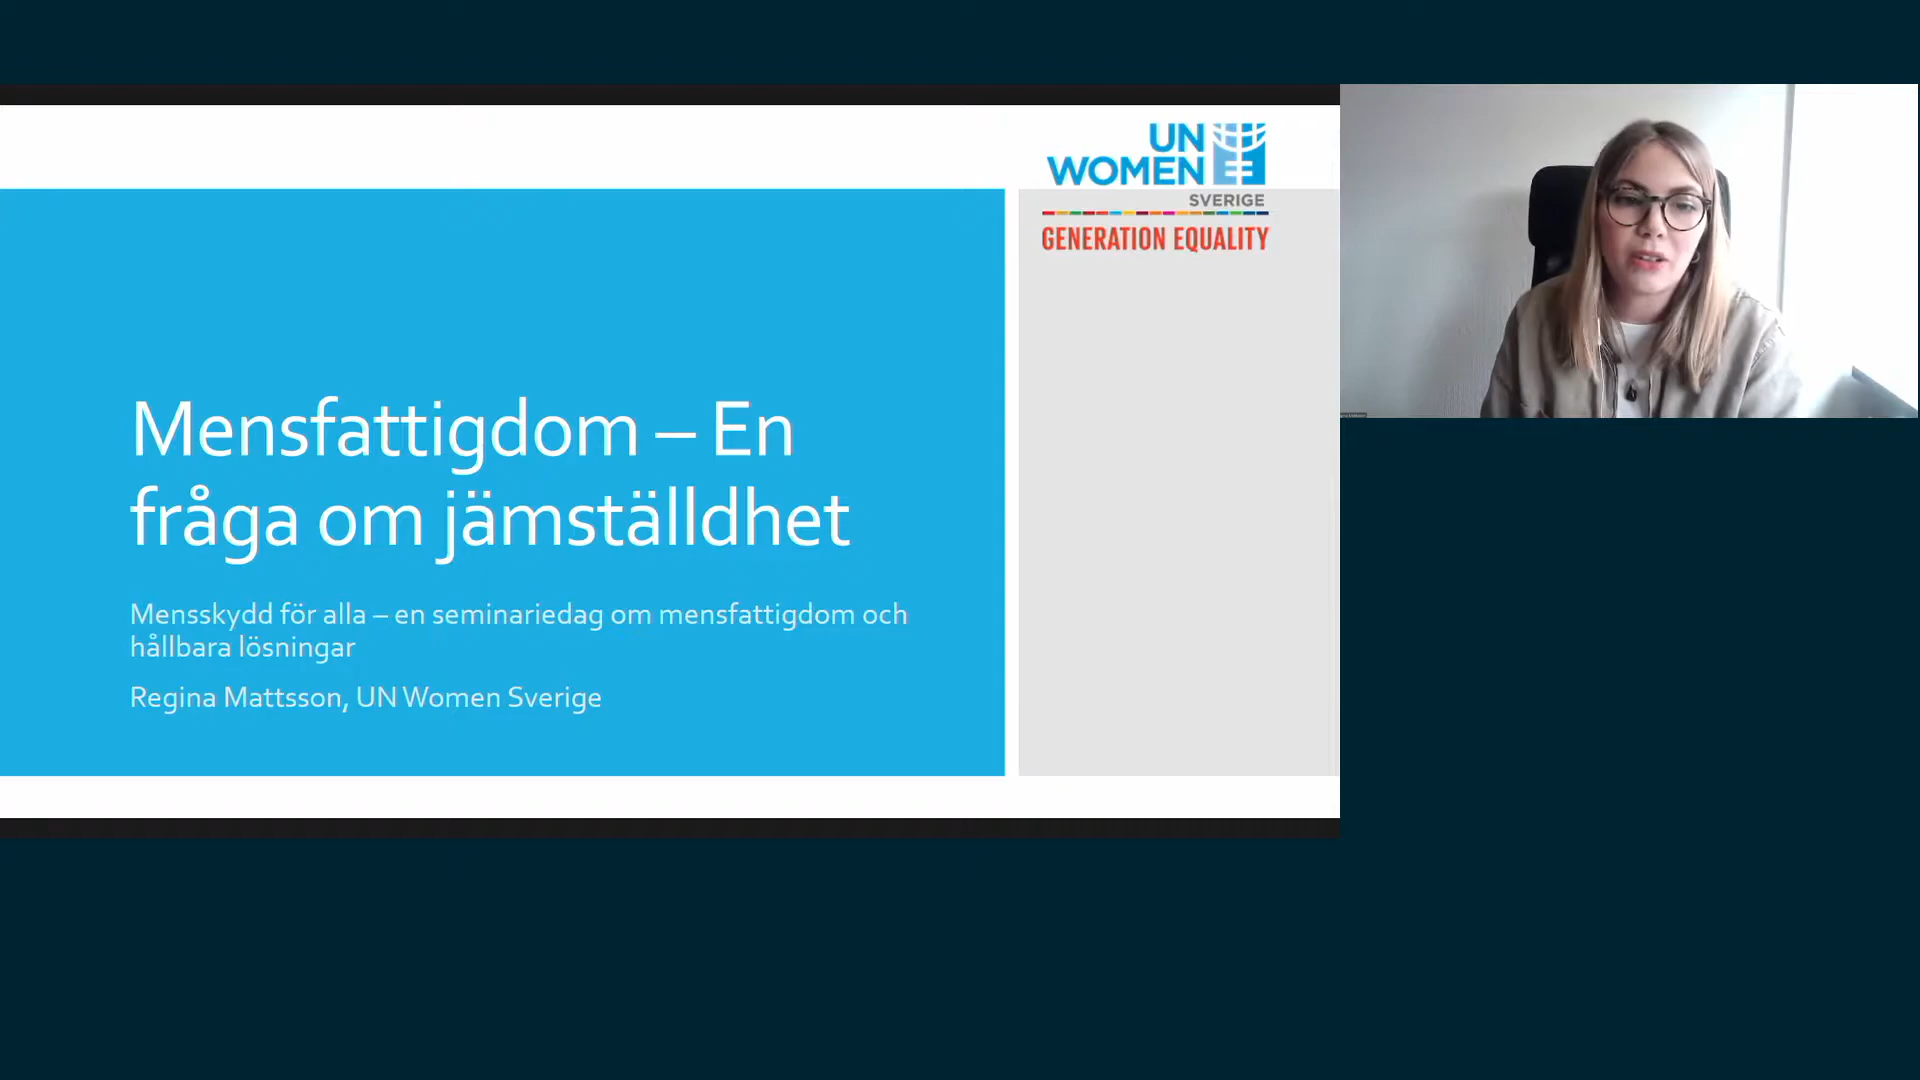 UN
WOMEN
SVERIGE
GENERATION EQUALITY
Mensfattigdom – En
fråga om jämställdhet
Mensskydd för alla – en seminariedag om mensfattigdom och
hållbara lösningar
Regina Mattsson, UN Women Sverige